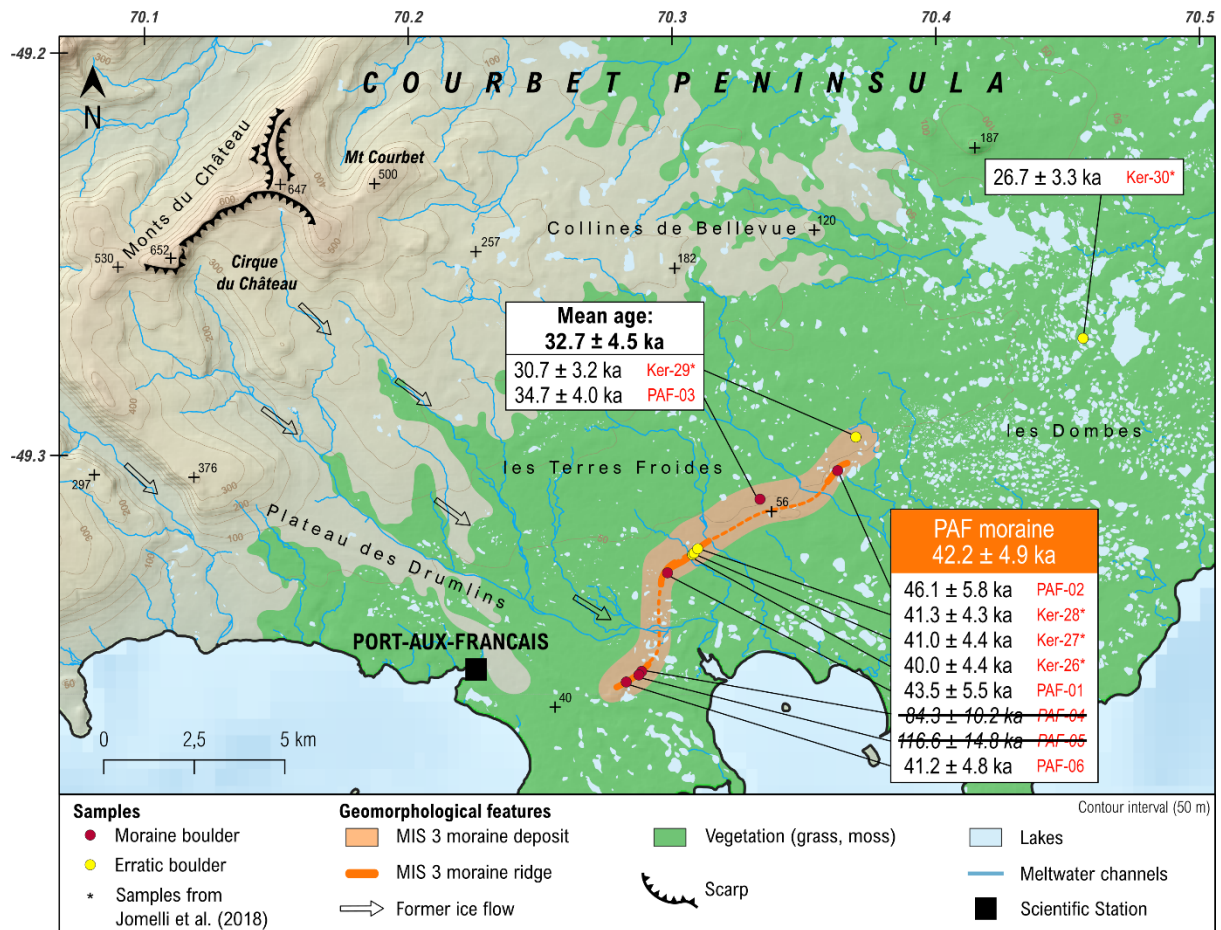 70.1
70.2
70.3
70.4
70.5
-49.2
-49.3
N
COURBET PENINSULA
Monts du Château
Mt Courbet
500
647
652
530
Cirque
du Château
257
Collines de Bellevue
120
182
187
26.7 ± 3.3 ka Ker-30*
Mean age:
32.7 ± 4.5 ka
30.7 ± 3.2 ka Ker-29*
34.7 ± 4.0 ka PAF-03
les Dombes
les Terres Froides
56
376
297
Plateau des Drumlins
PORT-AUX-FRANCAIS
40
PAF moraine
42.2 ± 4.9 ka
46.1 ± 5.8 ka PAF-02
41.3 ± 4.3 ka Ker-28*
41.0 ± 4.4 ka Ker-27*
40.0 ± 4.4 ka Ker-26*
43.5 ± 5.5 ka PAF-01
84.3 ± 10.2 ka PAF-04
116.6 ± 14.8 ka PAF-05
41.2 ± 4.8 ka PAF-06
0 2,5 5 km
Samples
Moraine boulder
Erratic boulder
* Samples from
Jomelli et al. (2018)
Geomorphological features
MIS 3 moraine deposit
MIS 3 moraine ridge
Former ice flow
Vegetation (grass, moss)
Scarp
Contour interval (50 m)
Lakes
Meltwater channels
Scientific Station